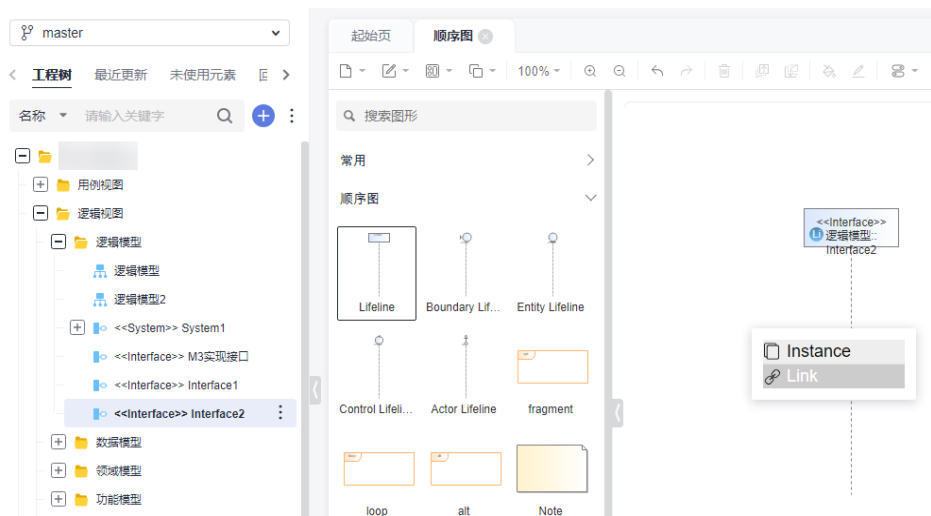 master
工程树 最近更新 未使用元素
名称 请输入关键字
用例视图
逻辑视图
逻辑模型
逻辑模型
逻辑模型2
<<System>> System1
<<Interface>> M3实现接口
<<Interface>> Interface1
<<Interface>> Interface2
数据模型
领域模型
功能模型
起始页 顺序图
100%
搜索图形
常用
顺序图
Lifeline Boundary Lif... Entity Lifeline
Control Lifeli... Actor Lifeline fragment
loop alt Note
<<Interface>>
Li 逻辑模型::
Interface2
Instance
Link